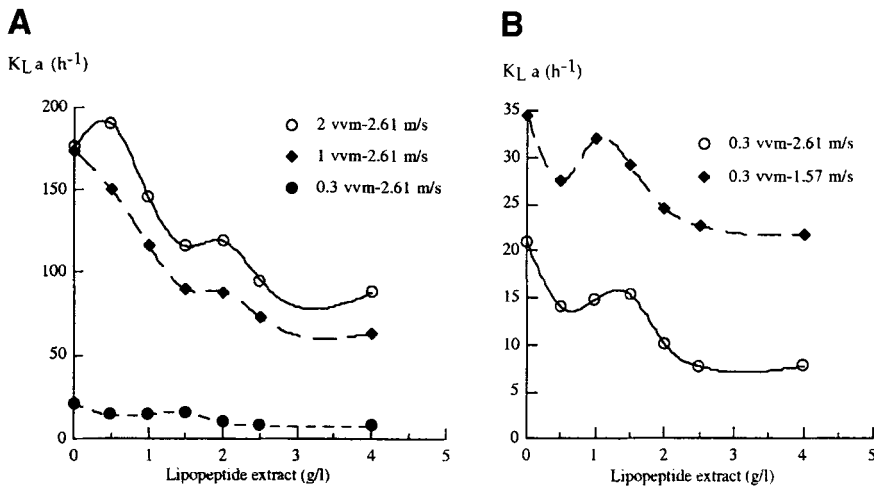 A
K_L a (h⁻¹)
200
150
100
50
0
2 vvm-2.61 m/s
1 vvm-2.61 m/s
0.3 vvm-2.61 m/s
0 1 2 3 4 5
Lipopeptide extract (g/l)
B
K_L a (h⁻¹)
35
30
25
20
15
10
5
0
0.3 vvm-2.61 m/s
0.3 vvm-1.57 m/s
0 1 2 3 4 5
Lipopeptide extract (g/l)